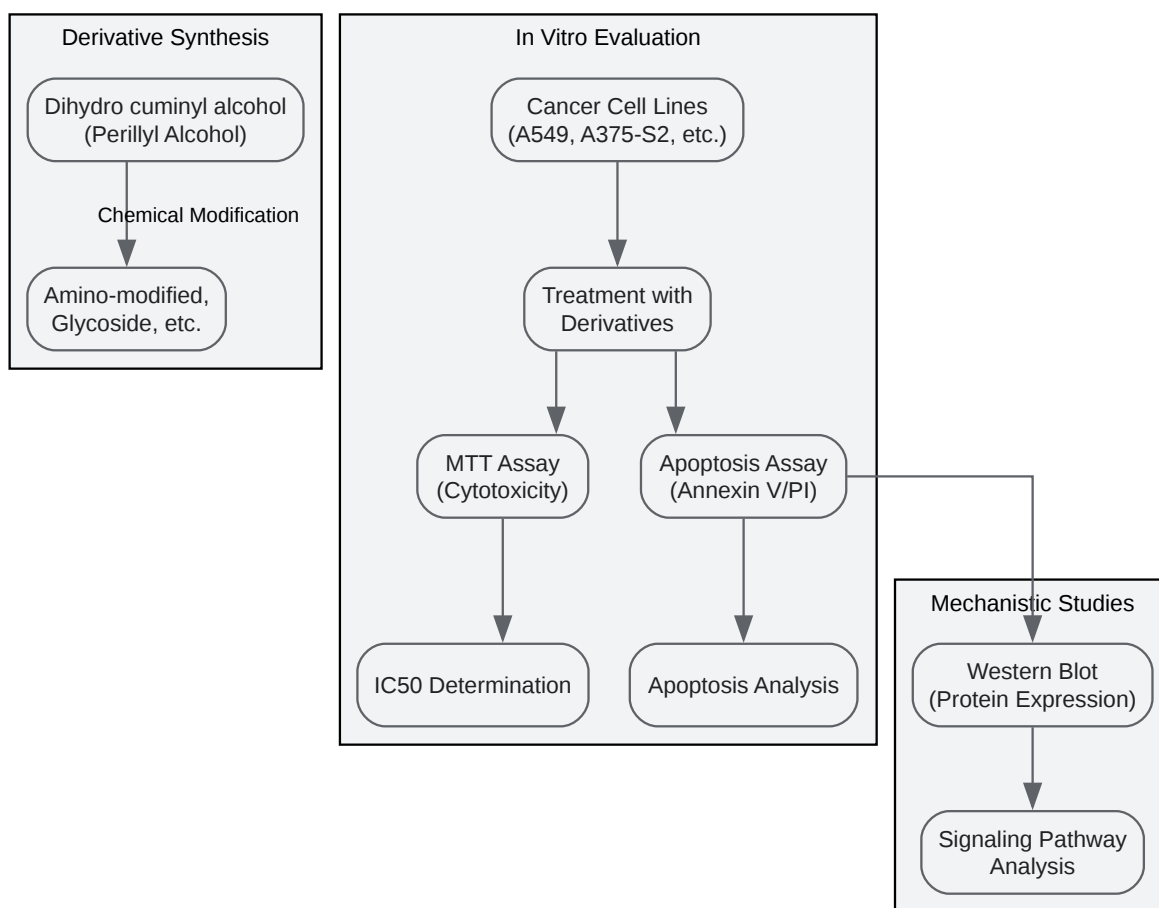 Derivative Synthesis
Dihydro cuminyl alcohol
(Perillyl Alcohol)
Chemical Modification
Amino-modified,
Glycoside, etc.
In Vitro Evaluation
Cancer Cell Lines
(A549, A375-S2, etc.)
Treatment with
Derivatives
MTT Assay
(Cytotoxicity)
Apoptosis Assay
(Annexin V/PI)
IC50 Determination
Apoptosis Analysis
Mechanistic Studies
Western Blot
(Protein Expression)
Signaling Pathway
Analysis